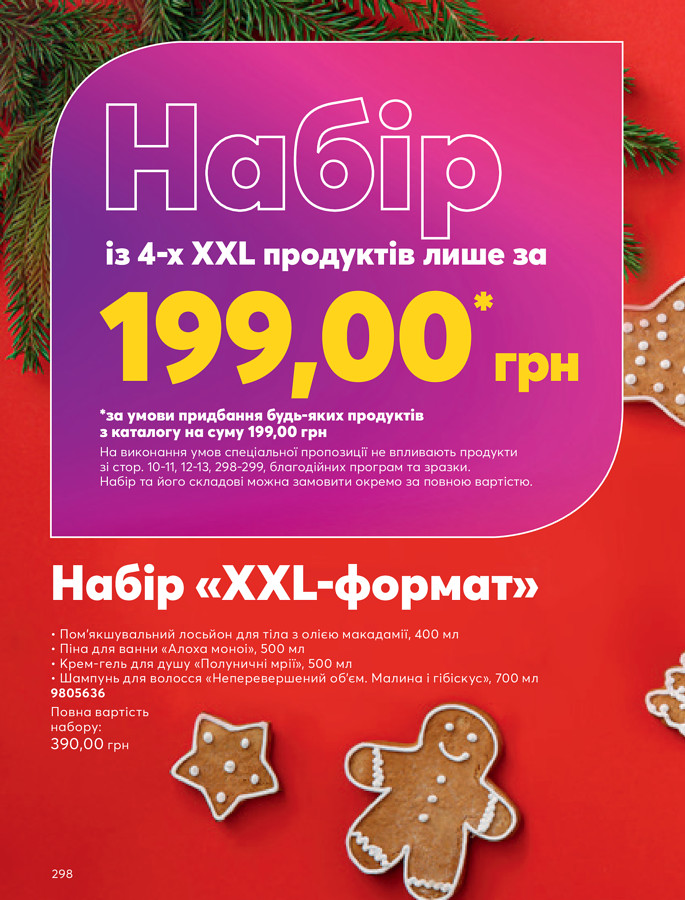 Набір
із 4-х XXL продуктів лише за
199,00*
грн
*за умови придбання будь-яких продуктів
з каталогу на суму 199,00 грн
На виконання умов спеціальної пропозиції не впливають продукти
зі стор. 10-11, 12-13, 298-299, благодійних програм та зразки.
Набір та його складові можна замовити окремо за повною вартістю.
Набір «XXL-формат»
• Пом'якшувальний лосьйон для тіла з олією макадамії, 400 мл
• Піна для ванни «Алоха моної», 500 мл
• Крем-гель для душу «Полуничні мрії», 500 мл
• Шампунь для волосся «Неперевершений об'єм. Малина і гібіскус», 700 мл
9805636
Повна вартість
набору:
390,00 грн
298